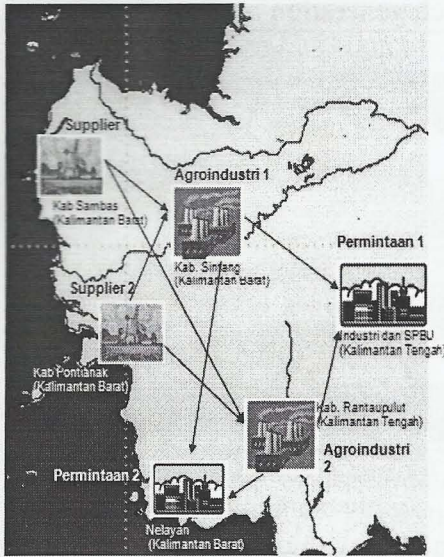 Supplier 1
Kab Sambas
(Kalimantan Barat)
Agroindustri 1
Kab. Sintang
(Kalimantan Barat)
Permintaan 1
Industri dan SPBU
(Kalimantan Tengah)
Supplier 2
Kab Pontianak
(Kalimantan Barat)
Kab. Rantaupulut
(Kalimantan Tengah)
Agroindustri
2
Permintaan 2
Nelayan
(Kalimantan Barat)